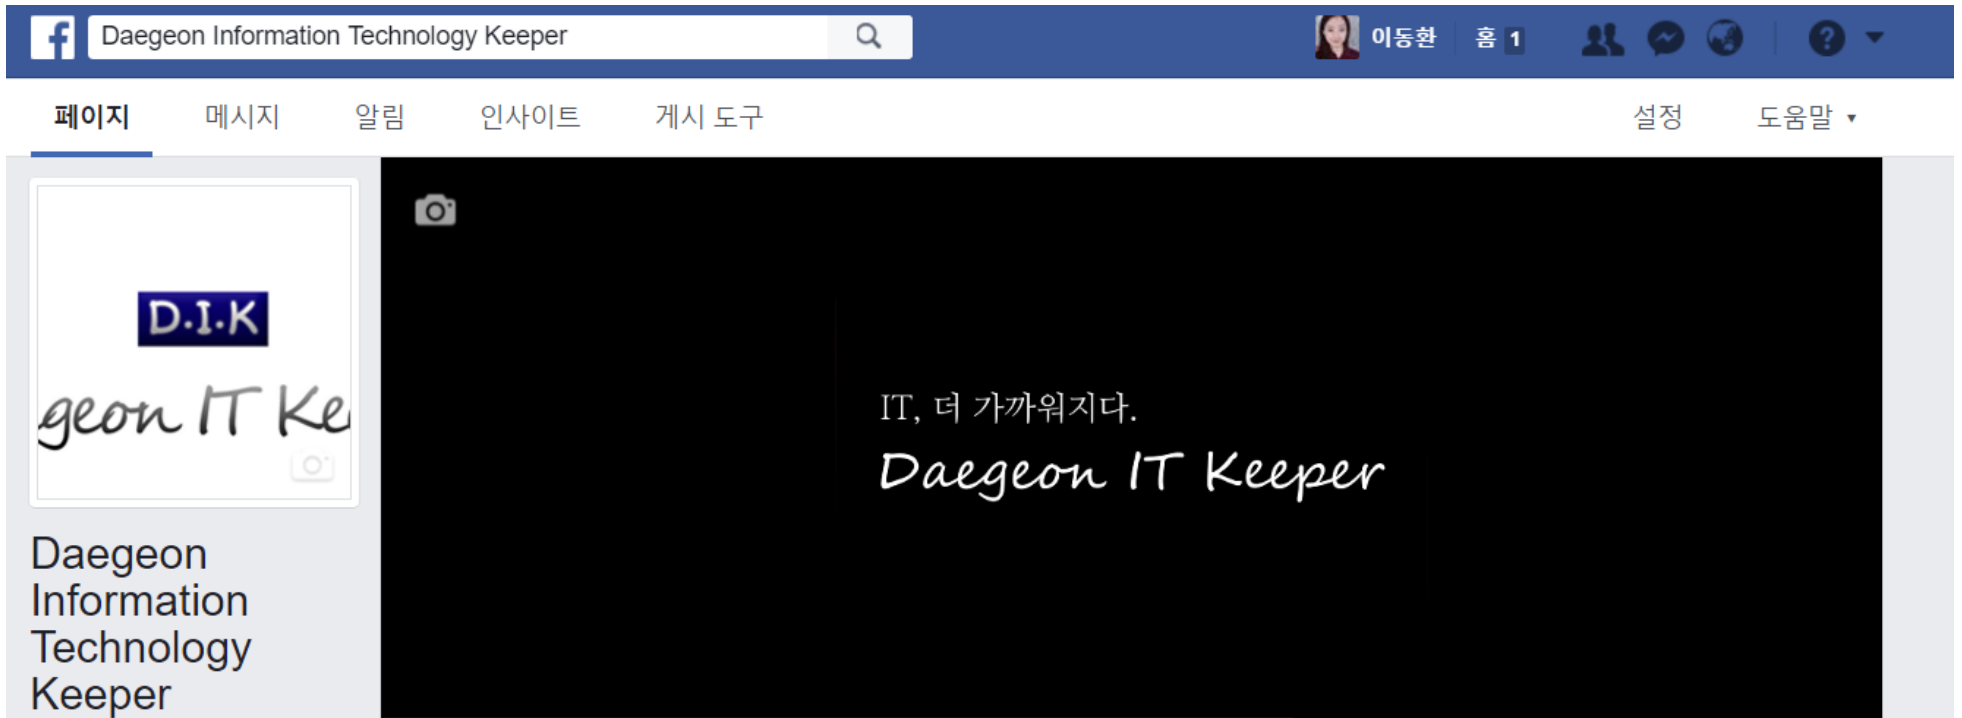 Daegeon Information Technology Keeper
이동환 홈 1
페이지 메시지 알림 인사이트 게시 도구 설정 도움말
D.I.K
geon IT Ke
IT, 더 가까워지다.
Daegeon IT Keeper
Daegeon
Information
Technology
Keeper